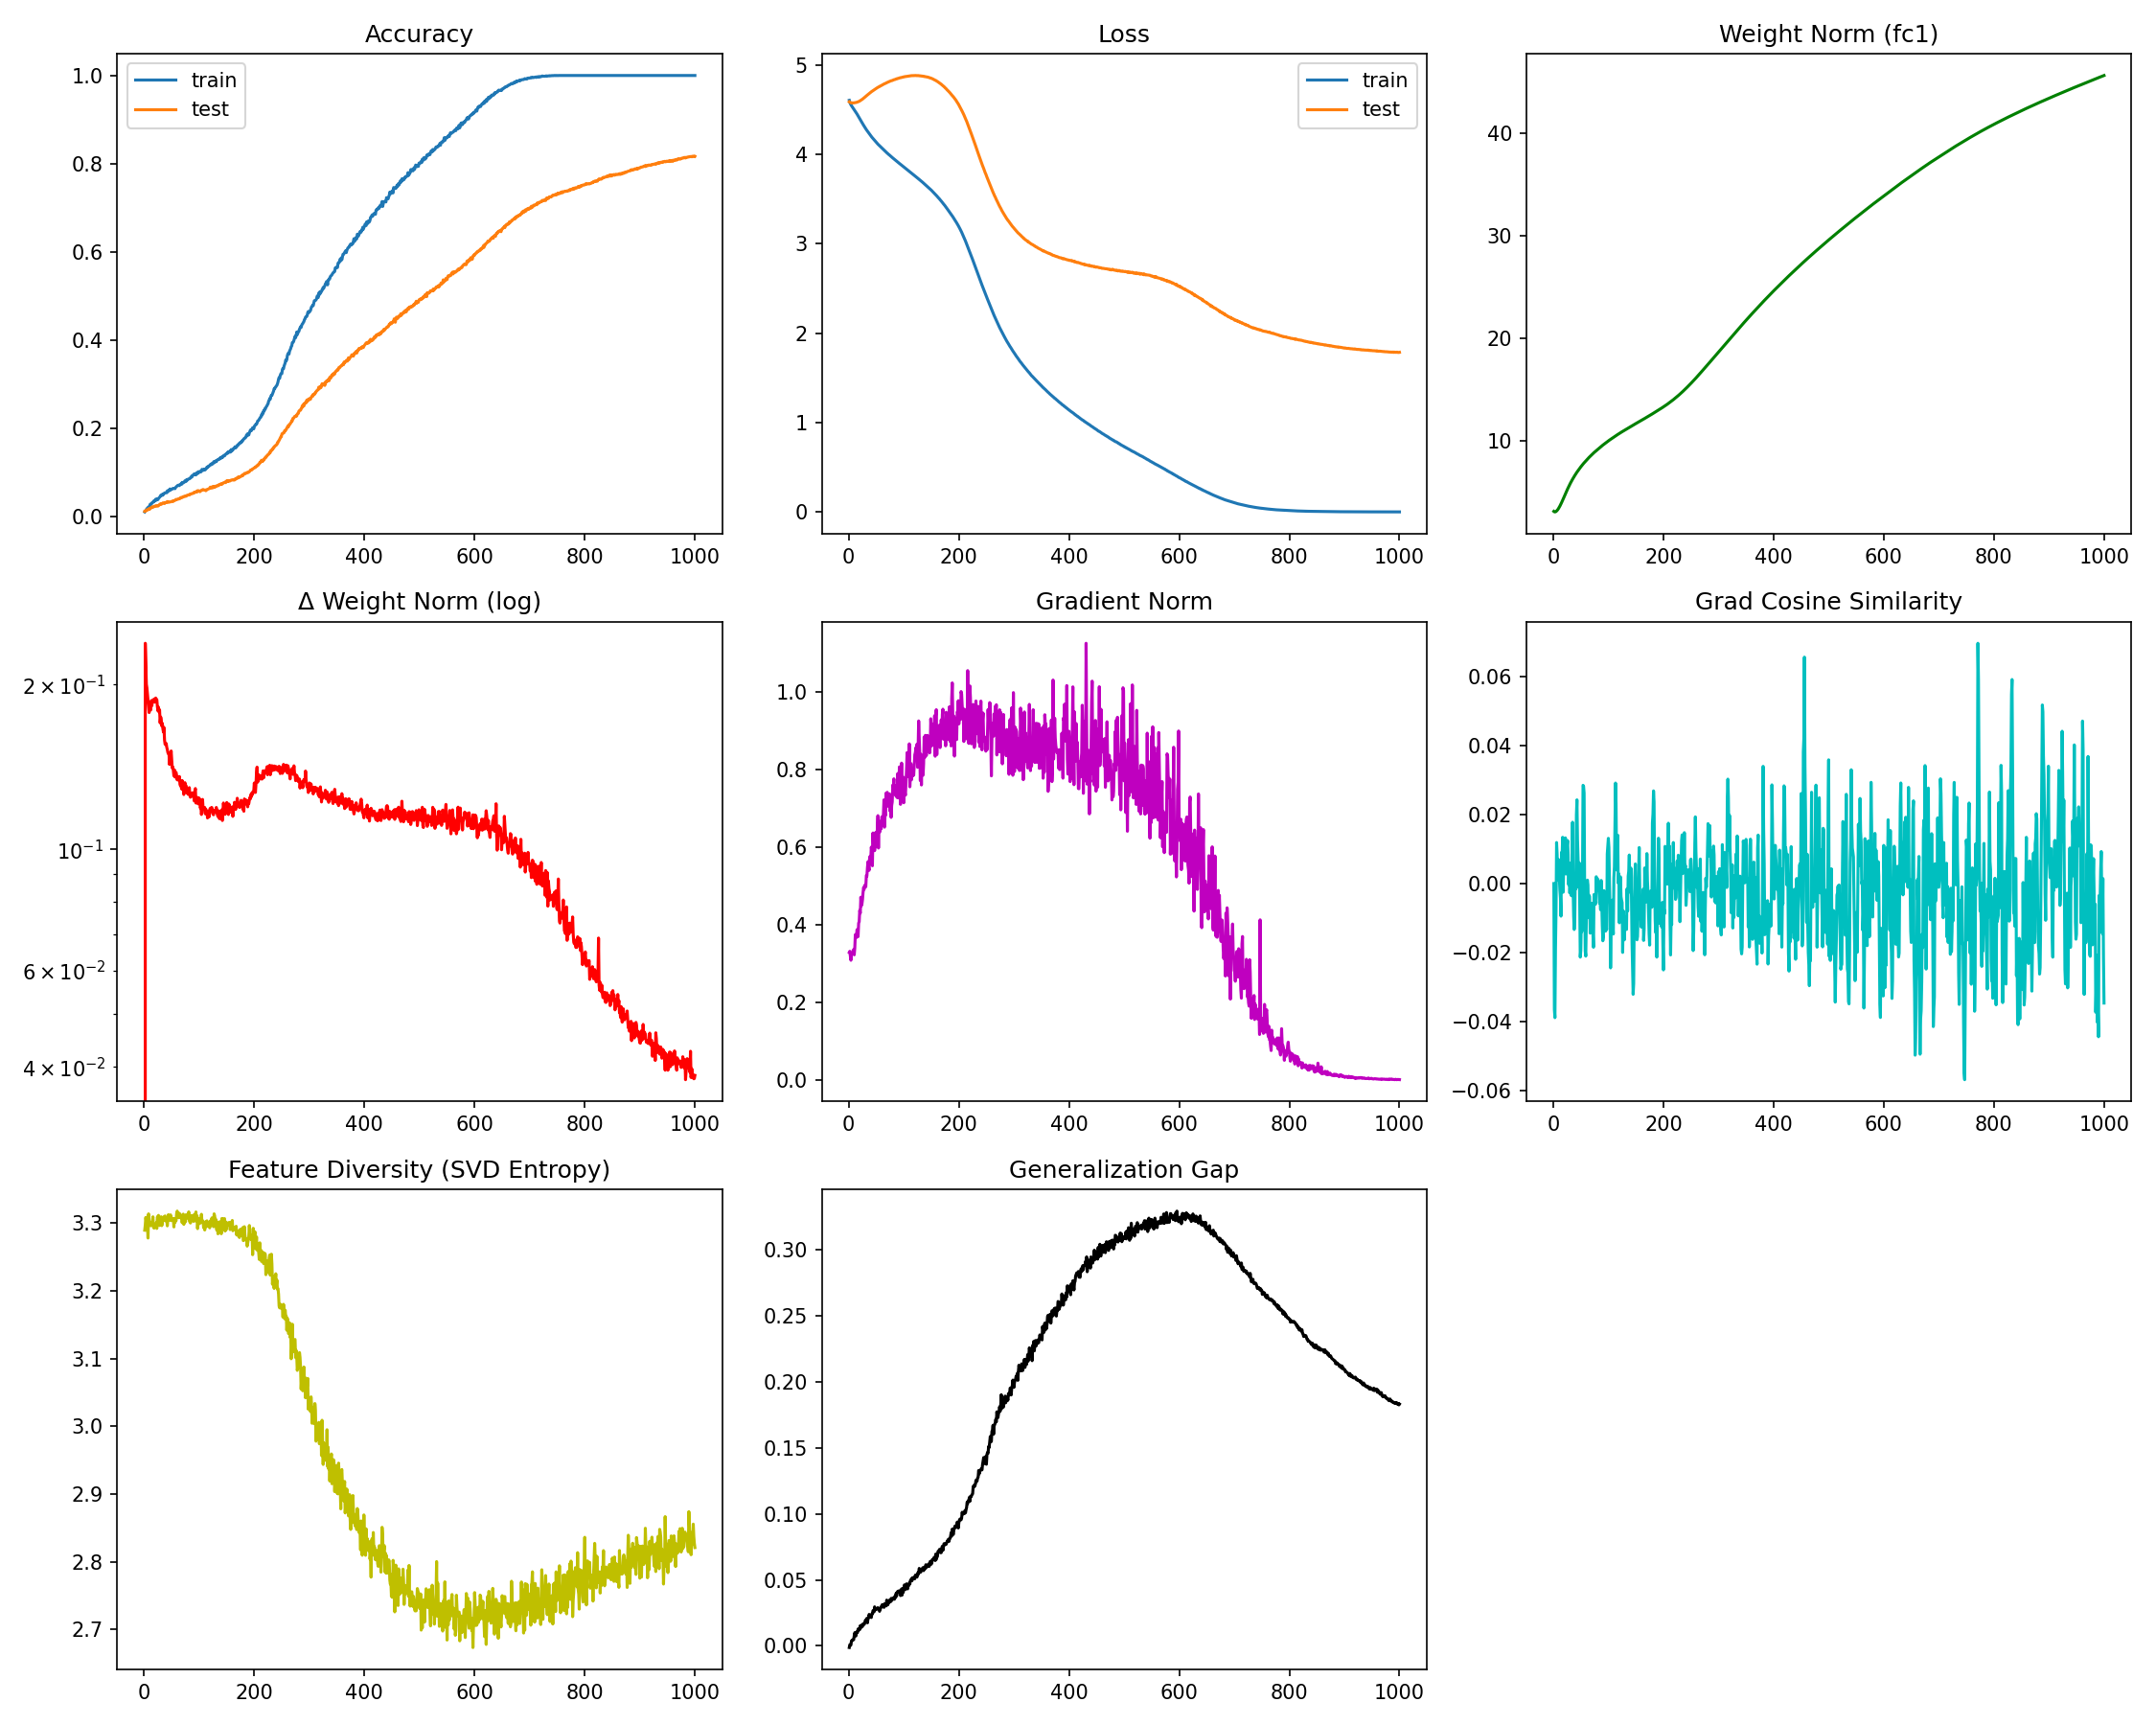 Accuracy
train
test
1.0
0.8
0.6
0.4
0.2
0.0
0 200 400 600 800 1000
Loss
train
test
5
4
3
2
1
0
0 200 400 600 800 1000
Weight Norm (fc1)
40
30
20
10
0 200 400 600 800 1000
Δ Weight Norm (log)
2 × 10⁻¹
10⁻¹
6 × 10⁻²
4 × 10⁻²
0 200 400 600 800 1000
Gradient Norm
1.0
0.8
0.6
0.4
0.2
0.0
0 200 400 600 800 1000
Grad Cosine Similarity
0.06
0.04
0.02
0.00
−0.02
−0.04
−0.06
0 200 400 600 800 1000
Feature Diversity (SVD Entropy)
3.3
3.2
3.1
3.0
2.9
2.8
2.7
0 200 400 600 800 1000
Generalization Gap
0.30
0.25
0.20
0.15
0.10
0.05
0.00
0 200 400 600 800 1000